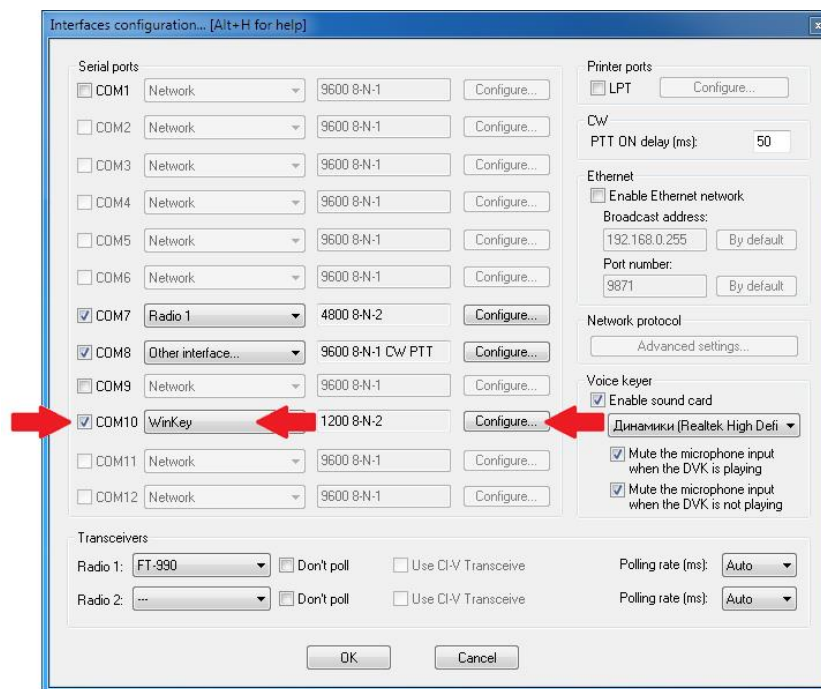 Interfaces configuration... [Alt+H for help]
Serial ports
COM1 Network 9600 8-N-1 Configure...
COM2 Network 9600 8-N-1 Configure...
COM3 Network 9600 8-N-1 Configure...
COM4 Network 9600 8-N-1 Configure...
COM5 Network 9600 8-N-1 Configure...
COM6 Network 9600 8-N-1 Configure...
COM7 Radio 1 4800 8-N-2 Configure...
COM8 Other interface... 9600 8-N-1 CW PTT Configure...
COM9 Network 9600 8-N-1 Configure...
COM10 WinKey 1200 8-N-2 Configure...
COM11 Network 9600 8-N-1 Configure...
COM12 Network 9600 8-N-1 Configure...
Printer ports
LPT Configure...
CW
PTT ON delay (ms): 50
Ethernet
Enable Ethernet network
Broadcast address:
192.168.0.255 By default
Port number:
9871 By default
Network protocol
Advanced settings...
Voice keyer
Enable sound card
Динамики (Realtek High Defi
Mute the microphone input
when the DVK is playing
Mute the microphone input
when the DVK is not playing
Transceivers
Radio 1: FT-990 Don't poll Use CI-V Transceive Polling rate (ms): Auto
Radio 2: --- Don't poll Use CI-V Transceive Polling rate (ms): Auto
OK Cancel